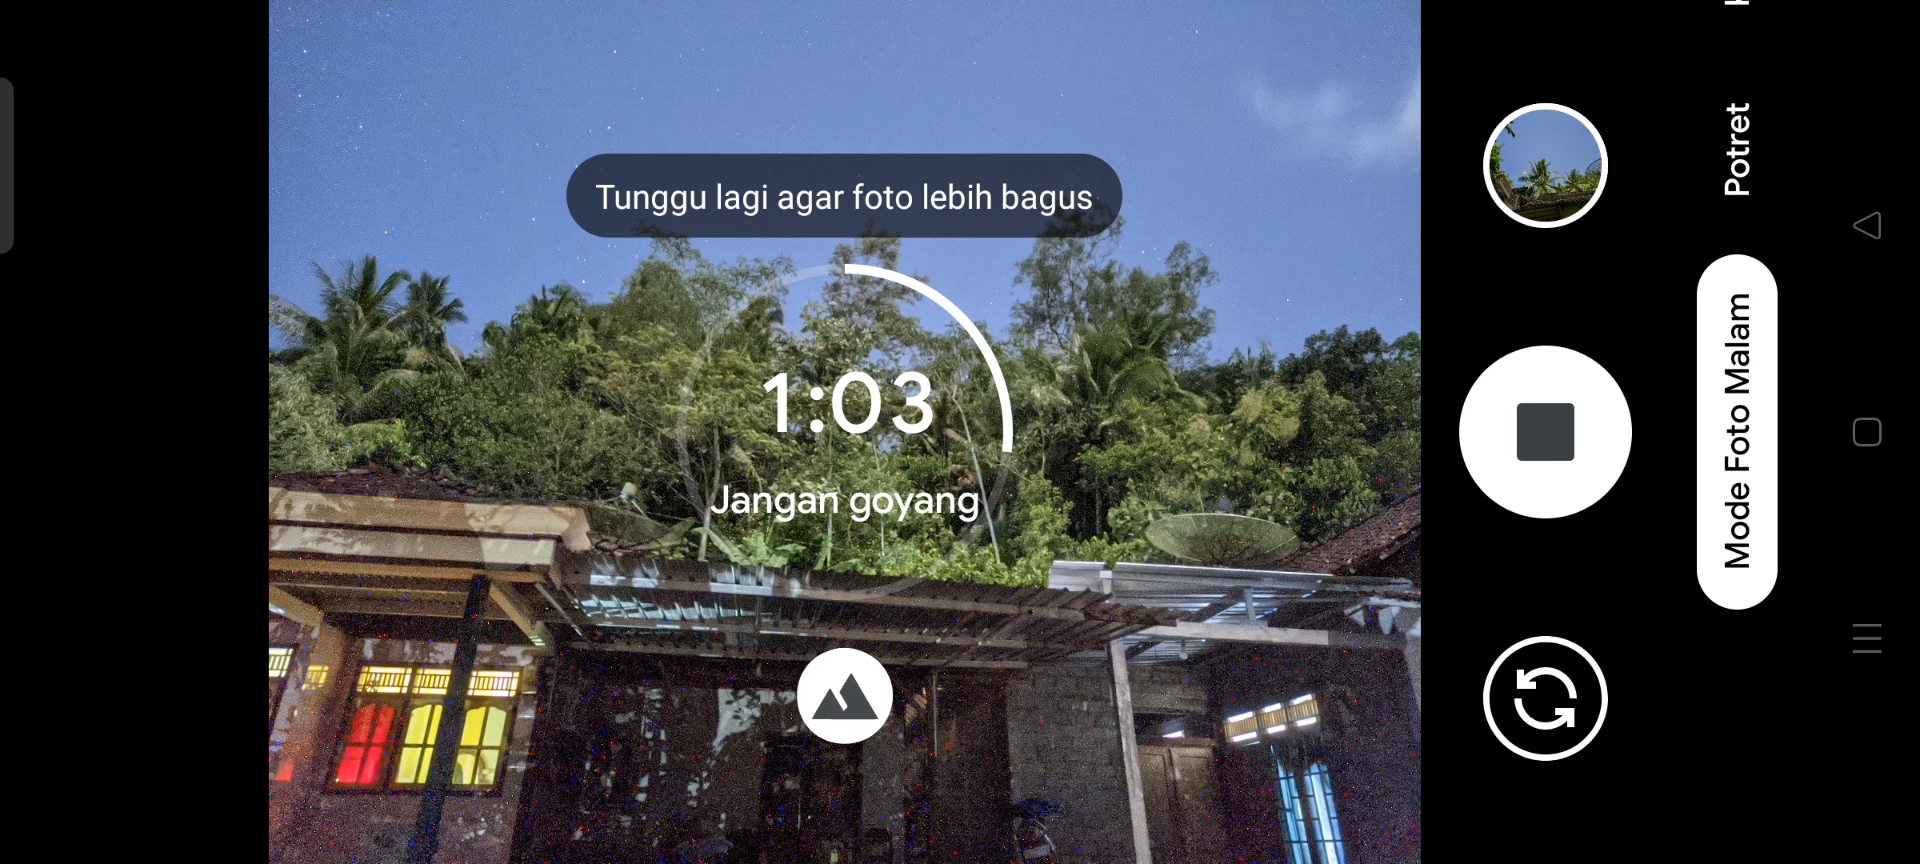 Tunggu lagi agar foto lebih bagus
1:03
Jangan goyang
Potret
Mode Foto Malam